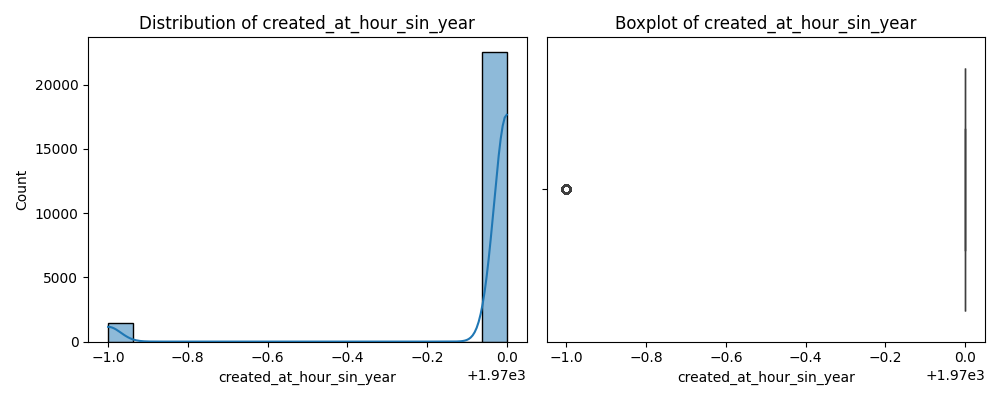 Distribution of created_at_hour_sin_year
Boxplot of created_at_hour_sin_year
Count
20000
15000
10000
5000
0
−1.0 −0.8 −0.6 −0.4 −0.2 0.0
+1.97e3
created_at_hour_sin_year
−1.0 −0.8 −0.6 −0.4 −0.2 0.0
+1.97e3
created_at_hour_sin_year